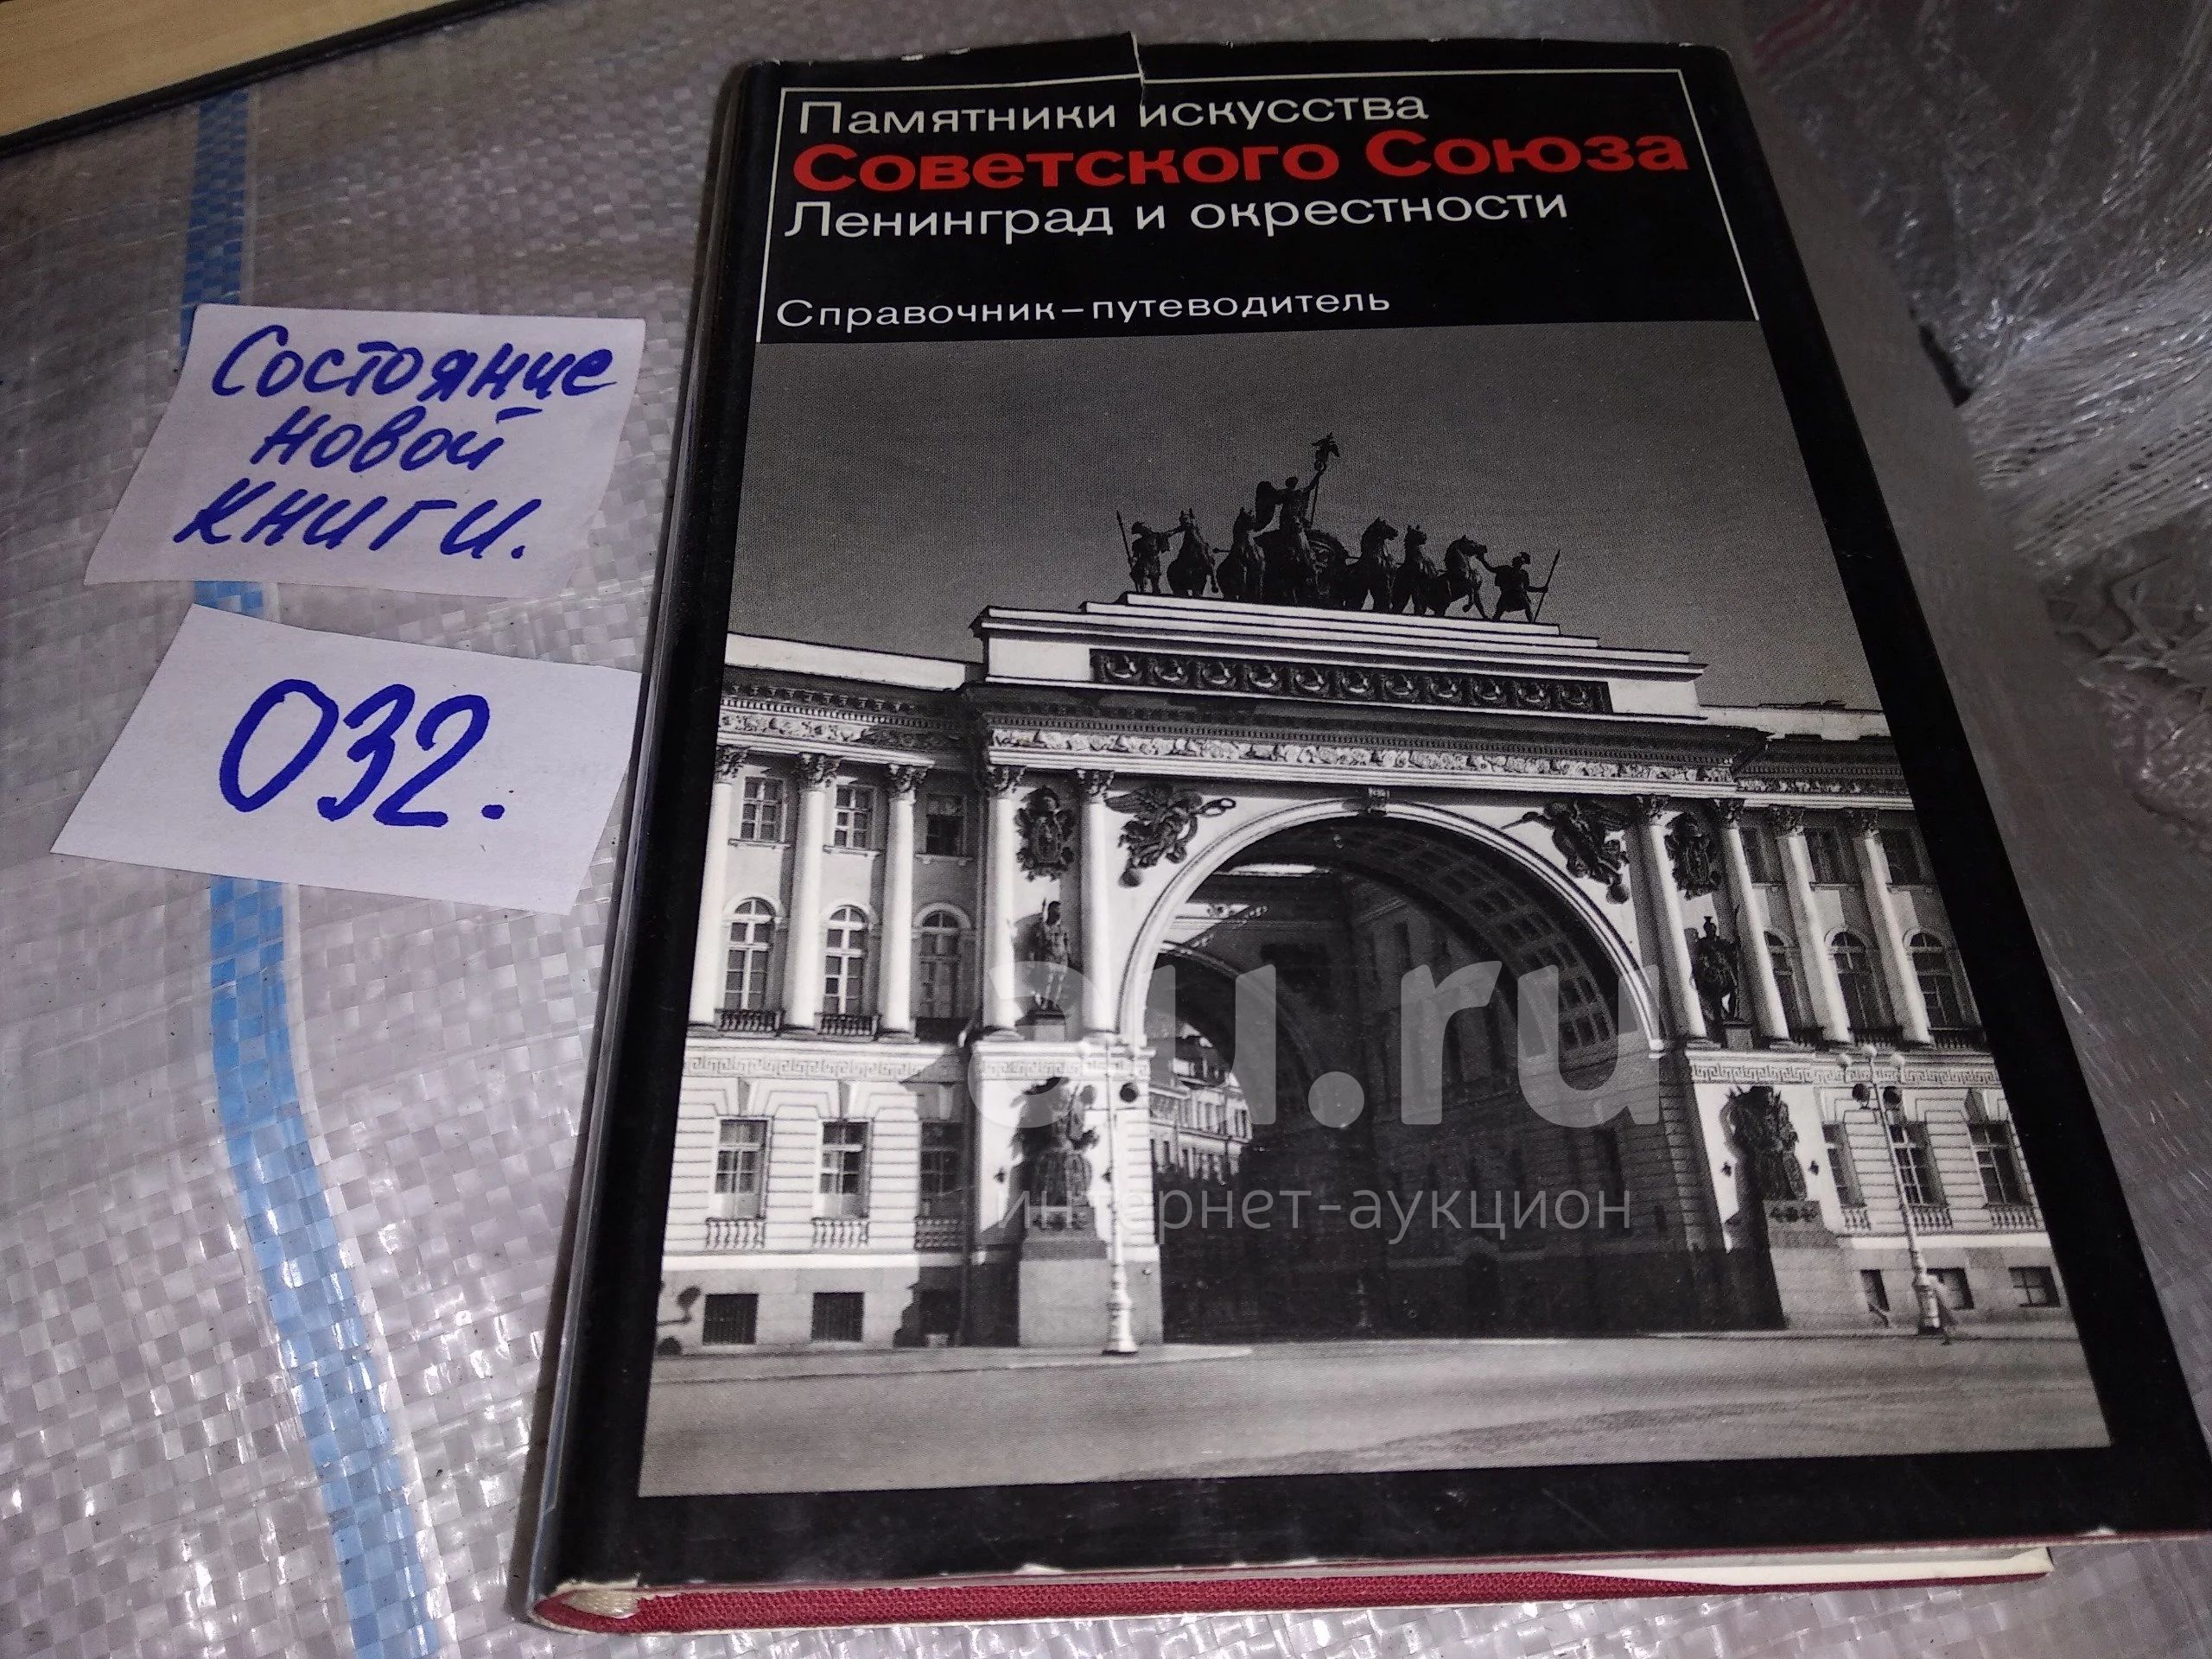 Памятники искусства
Советского Союза
Ленинград и окрестности
Справочник-путеводитель
Состояние
новой
книги.
032.
au.ru
интернет-аукцион